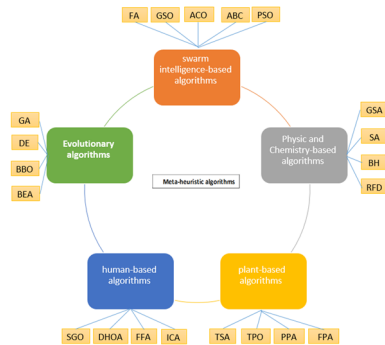 FA GSO ACO ABC PSO
swarm
intelligence-based
algorithms
GA
DE
BBO
BEA
Evolutionary
algorithms
Physic and
Chemistry-based
algorithms
GSA
SA
BH
RFD
Meta-heuristic algorithms
human-based
algorithms
plant-based
algorithms
SGO DHOA FFA ICA
TSA TPO PPA FPA